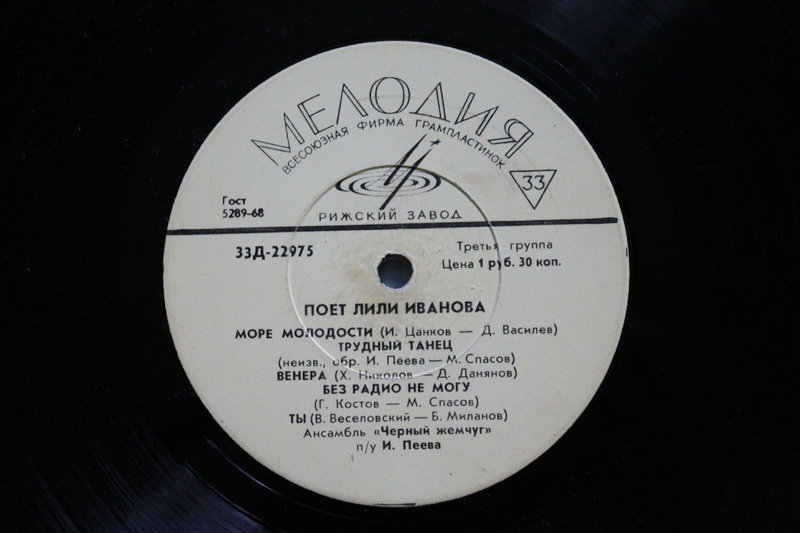 МЕЛОДИЯ
ВСЕСОЮЗНАЯ ФИРМА ГРАМПЛАСТИНОК
33
Гост
5289-68
РИЖСКИЙ ЗАВОД
33Д-22975
Третья группа
Цена 1 руб. 30 коп.
ПОЕТ ЛИЛИ ИВАНОВА
МОРЕ МОЛОДОСТИ (И. Цанков — Д. Василев)
ТРУДНЫЙ ТАНЕЦ
(неизв., обр. И. Пеева — М. Спасов)
ВЕНЕРА (Х. Николов — Д. Данянов)
БЕЗ РАДИО НЕ МОГУ
(Г. Костов — М. Спасов)
ТЫ (В. Веселовский — Б. Миланов)
Ансамбль «Черный жемчуг»
п/у И. Пеева